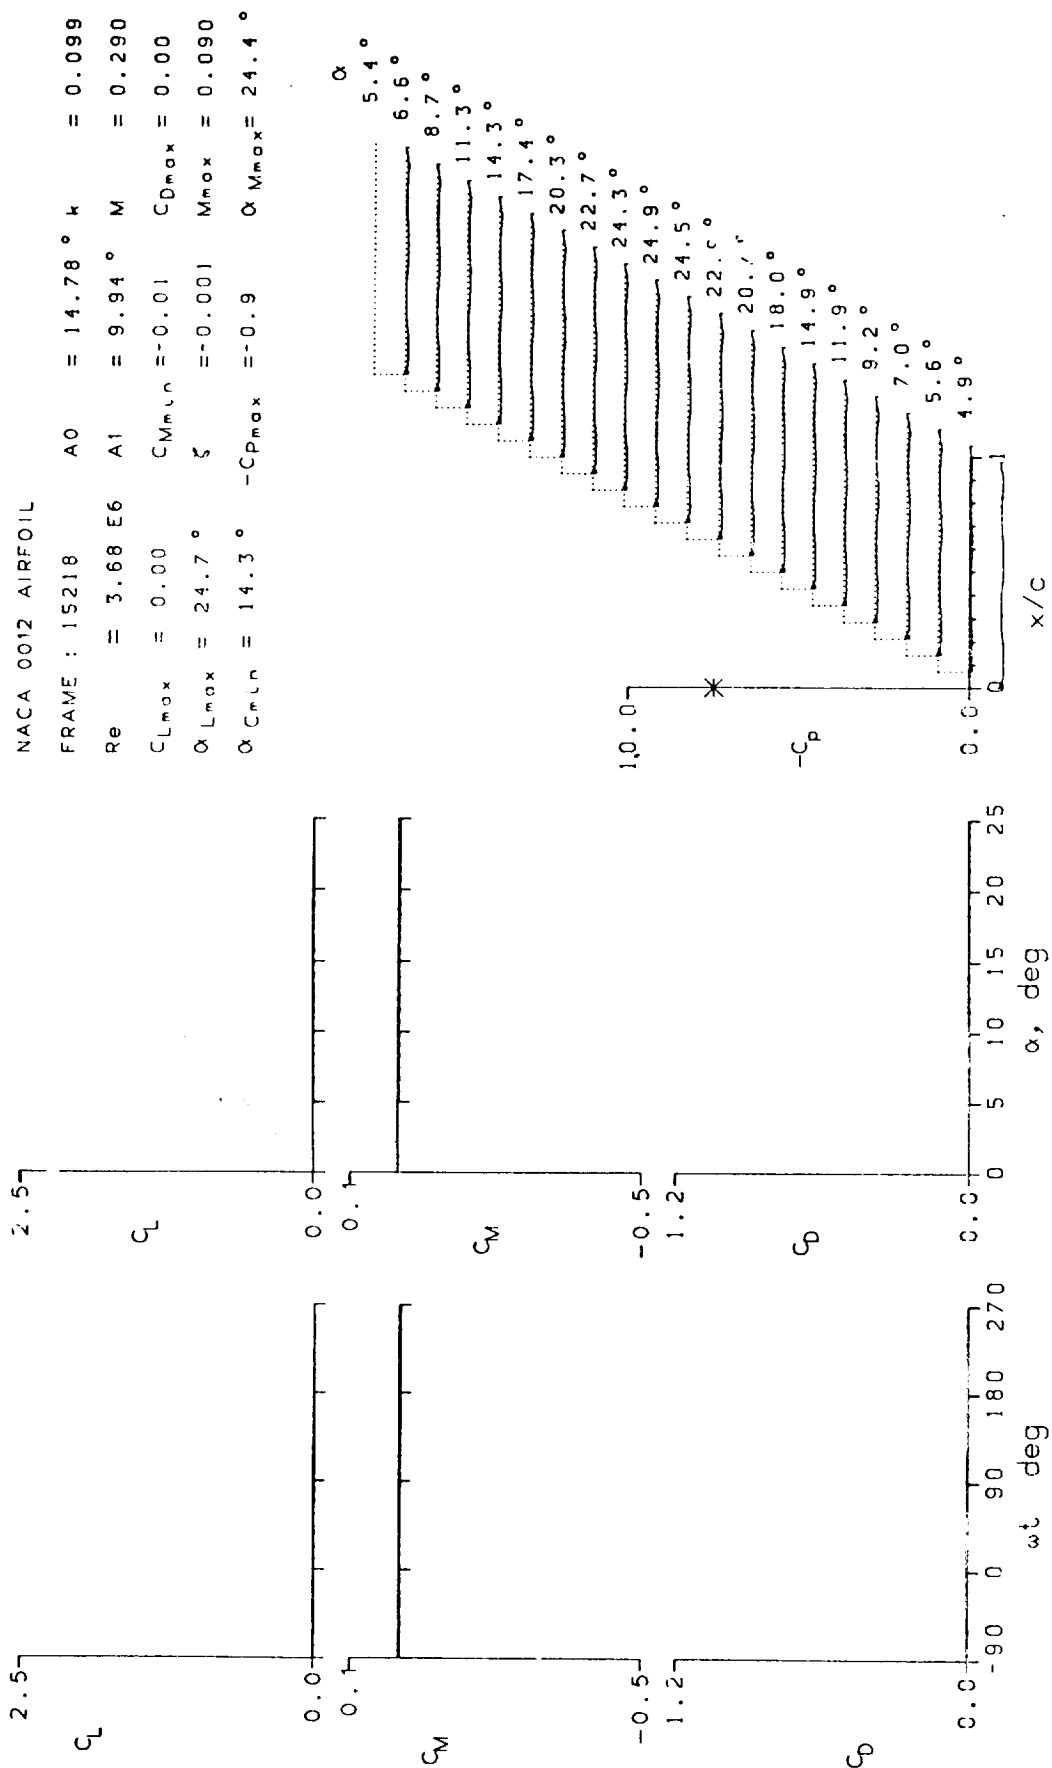 NACA 0012 AIRFOIL
FRAME : 15218 A0 = 14.78 ° k = 0.099
Re = 3.68 E6 A1 = 9.94 ° M = 0.290
CLmax = 0.00 CMmin =-0.01 CDmax = 0.00
αLmax = 24.7 ° ζ =-0.001 Mmax = 0.090
αCmin = 14.3 ° -CPmax =-0.9 αMmax= 24.4 °
2.5
CL
0.0
0.1
CM
-0.5
1.2
CD
0.0
-90 0 90 180 270
ωt deg
2.5
CL
0.0
0.1
CM
-0.5
1.2
CD
0.0
0 5 10 15 20 25
α, deg
10.0
-Cp
0.0
0 1
x/c
α
5.4 °
6.6 °
8.7 °
11.3 °
14.3 °
17.4 °
20.3 °
22.7 °
24.3 °
24.9 °
24.5 °
18.0 °
14.9 °
11.9 °
9.2 °
7.0 °
5.6 °
4.9 °